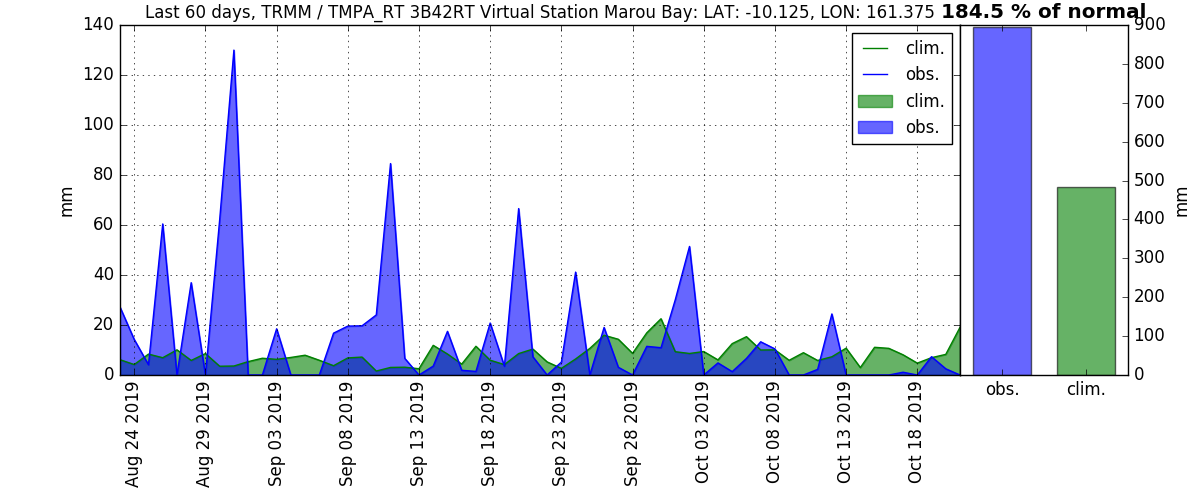 Last 60 days, TRMM / TMPA_RT 3B42RT Virtual Station Marou Bay: LAT: -10.125, LON: 161.375 184.5 % of normal
140
120
100
80
60
40
20
0
mm
clim.
obs.
clim.
obs.
900
800
700
600
500
400
300
200
100
0
mm
Aug 24 2019
Aug 29 2019
Sep 03 2019
Sep 08 2019
Sep 13 2019
Sep 18 2019
Sep 23 2019
Sep 28 2019
Oct 03 2019
Oct 08 2019
Oct 13 2019
Oct 18 2019
obs.
clim.